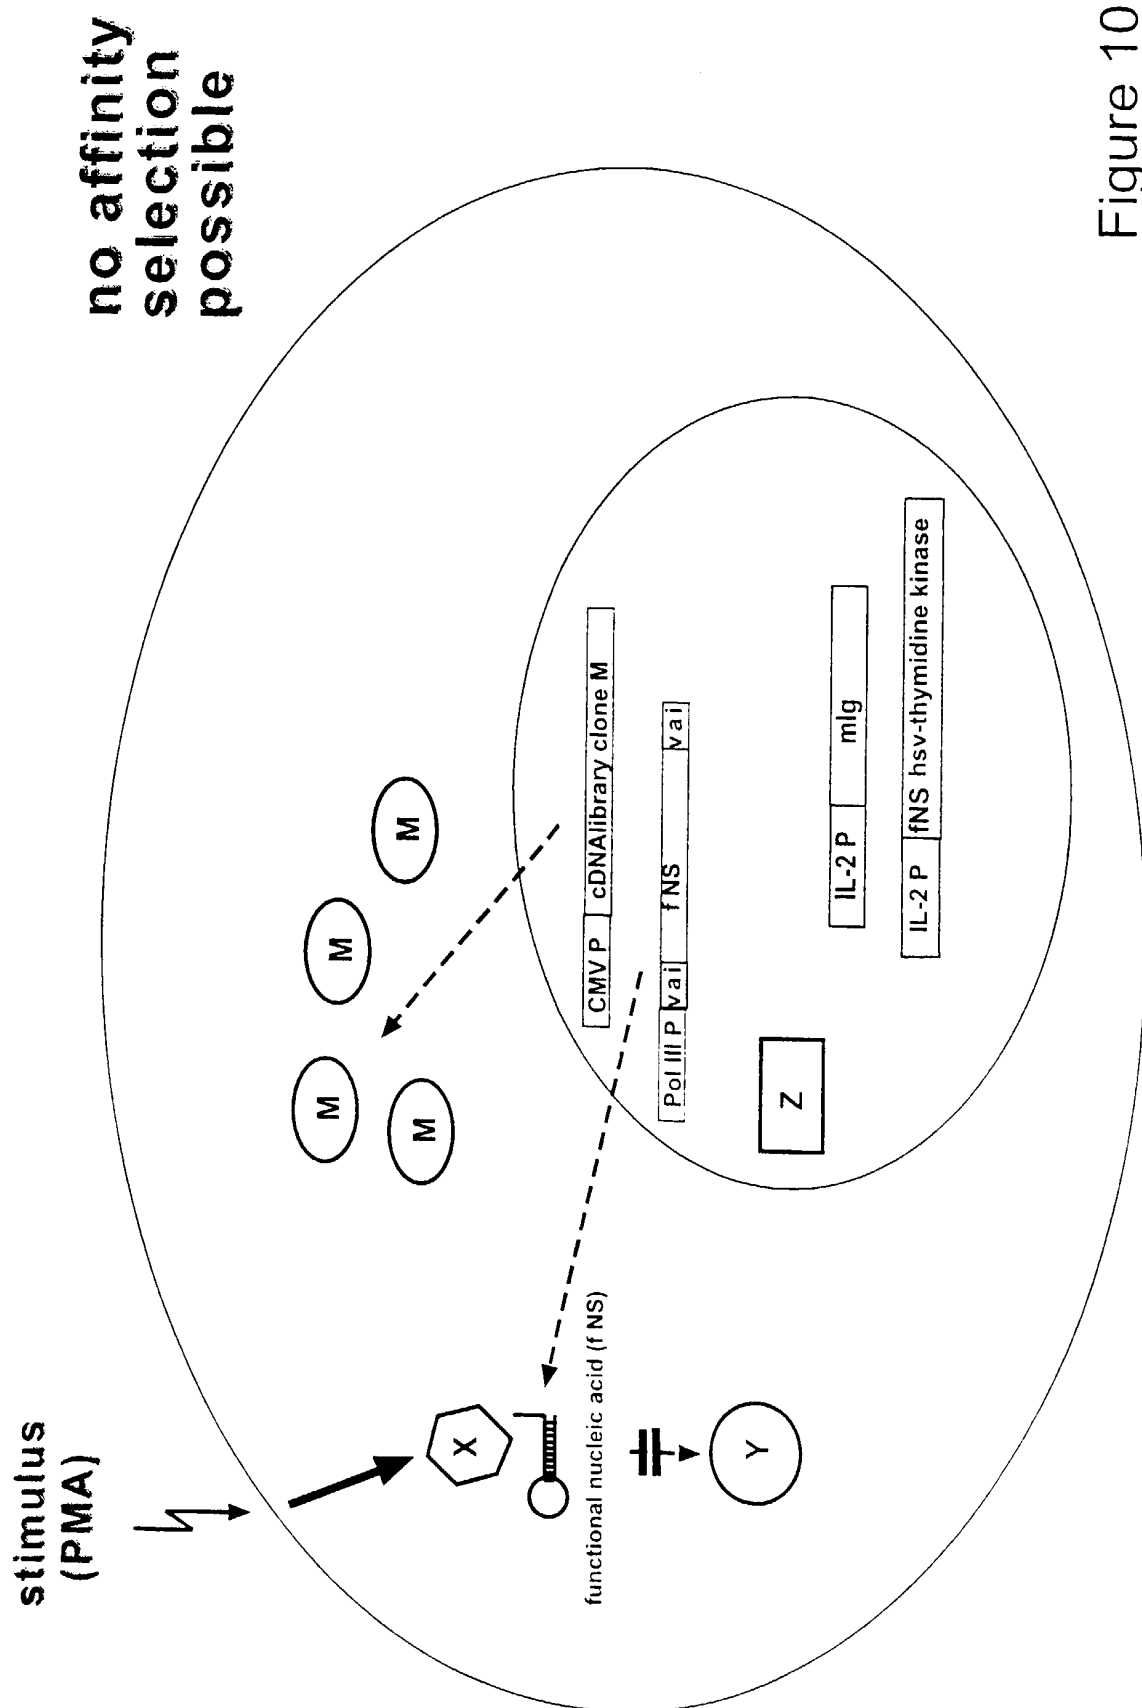 stimulus
(PMA)
no affinity
selection
possible
X
functional nucleic acid (f NS)
Y
M
M
M
M
CMV P cDNAlibrary clone M
Pol III P vai f NS vai
Z
IL-2 P mIg
IL-2 P fNS hsv-thymidine kinase
Figure 10